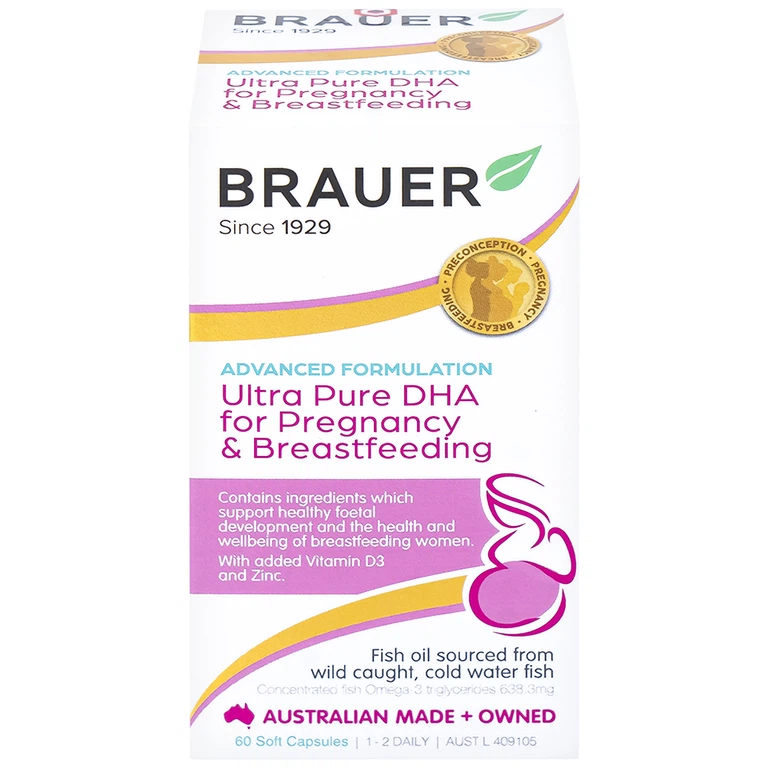 BRAUER
Since 1929
ADVANCED FORMULATION
Ultra Pure DHA
for Pregnancy
& Breastfeeding
BRAUER
Since 1929
PRECONCEPTION • PREGNANCY • BREASTFEEDING •
ADVANCED FORMULATION
Ultra Pure DHA
for Pregnancy
& Breastfeeding
Contains ingredients which
support healthy foetal
development and the health and
wellbeing of breastfeeding women.
With added Vitamin D3
and Zinc.
Fish oil sourced from
wild caught, cold water fish
Concentrated fish Omega-3 triglycerides 638.3mg
AUSTRALIAN MADE + OWNED
60 Soft Capsules | 1 - 2 DAILY | AUST L 409105